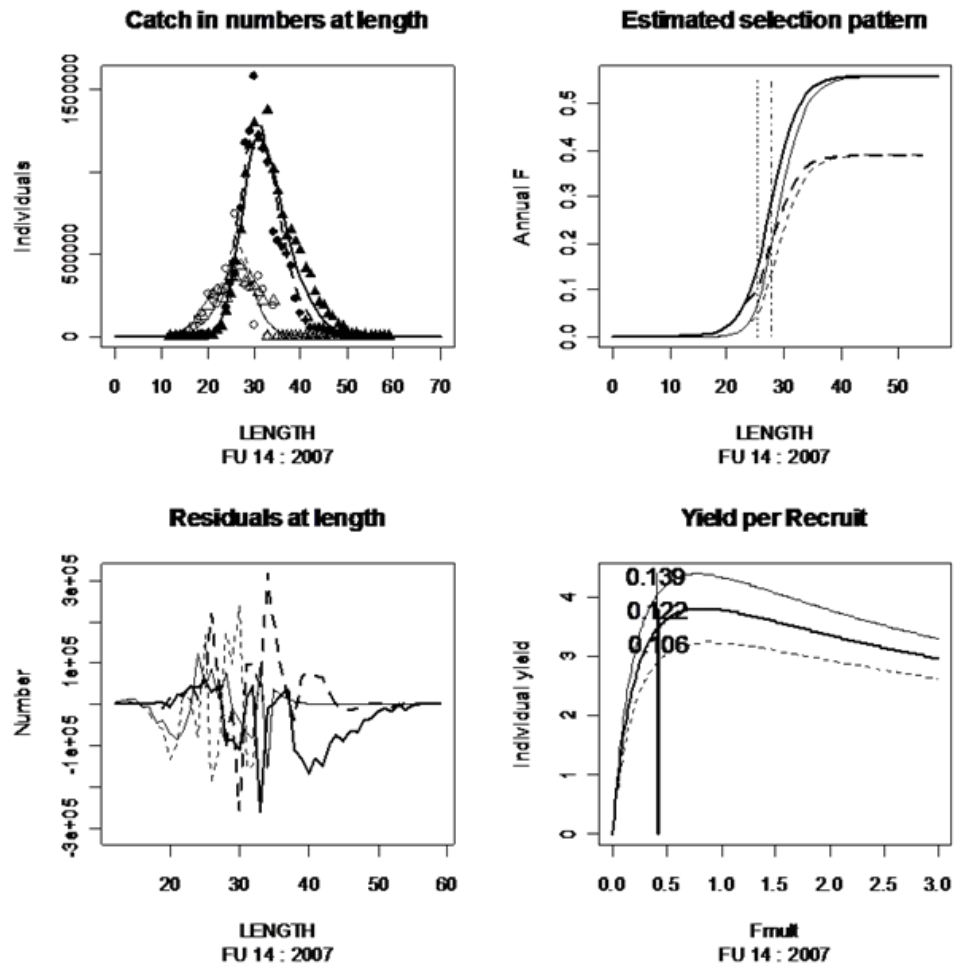 Catch in numbers at length
Individuals
1500000
500000
0
0 10 20 30 40 50 60 70
LENGTH
FU 14 : 2007
Estimated selection pattern
Annual F
0.5
0.4
0.3
0.2
0.1
0.0
0 10 20 30 40 50
LENGTH
FU 14 : 2007
Residuals at length
Number
3e+05
1e+05
-1e+05
-3e+05
20 30 40 50 60
LENGTH
FU 14 : 2007
Yield per Recruit
Individual yield
4
3
2
1
0
0.139
0.122
0.106
0.0 0.5 1.0 1.5 2.0 2.5 3.0
Fmult
FU 14 : 2007